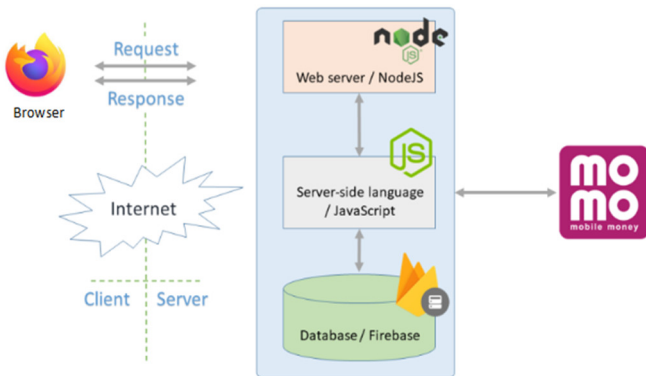 node
JS
Request
Web server / NodeJS
Response
Browser
JS
Internet
Server-side language
/ JavaScript
mo
mo
mobile money
Client
Server
Database / Firebase